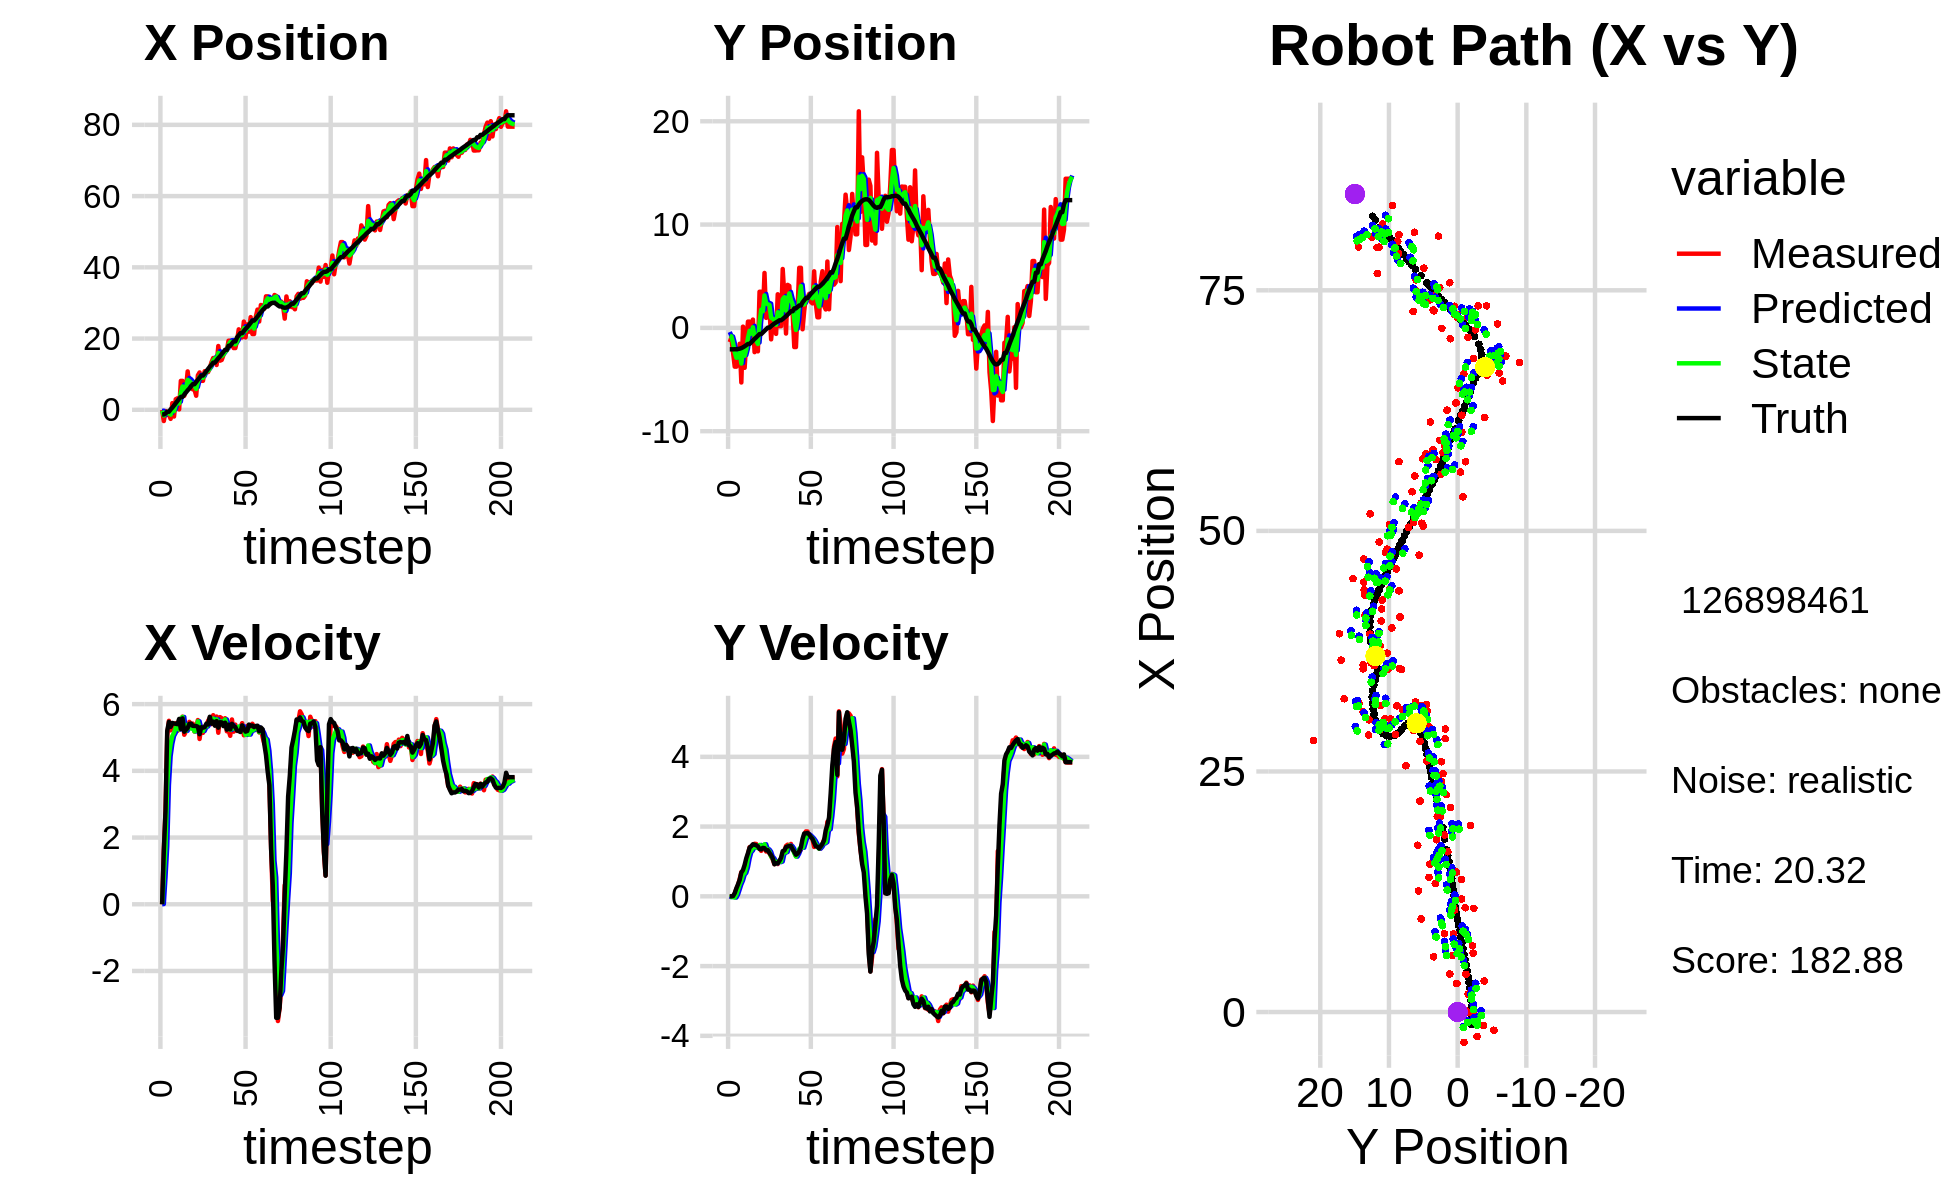 X Position
80
60
40
20
0
0
50
100
150
200
timestep
Y Position
20
10
0
-10
0
50
100
150
200
timestep
X Velocity
6
4
2
0
-2
0
50
100
150
200
timestep
Y Velocity
4
2
0
-2
-4
0
50
100
150
200
timestep
Robot Path (X vs Y)
X Position
75
50
25
0
20 10 0 -10 -20
Y Position
variable
Measured
Predicted
State
Truth
126898461
Obstacles: none
Noise: realistic
Time: 20.32
Score: 182.88